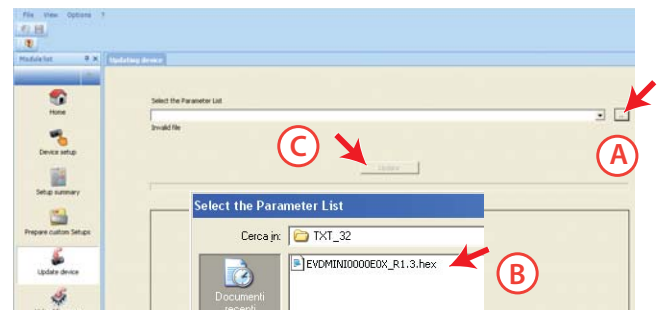 File View Options ?
Module list
Updating device
Home
Device setup
Setup summary
Prepare custom Setups
Update device
Select the Parameter List
...
Invalid file
Update
A
C
Select the Parameter List
Cerca in: TXT_32
Documenti
recenti
EVDMINI0000E0X_R1.3.hex
B